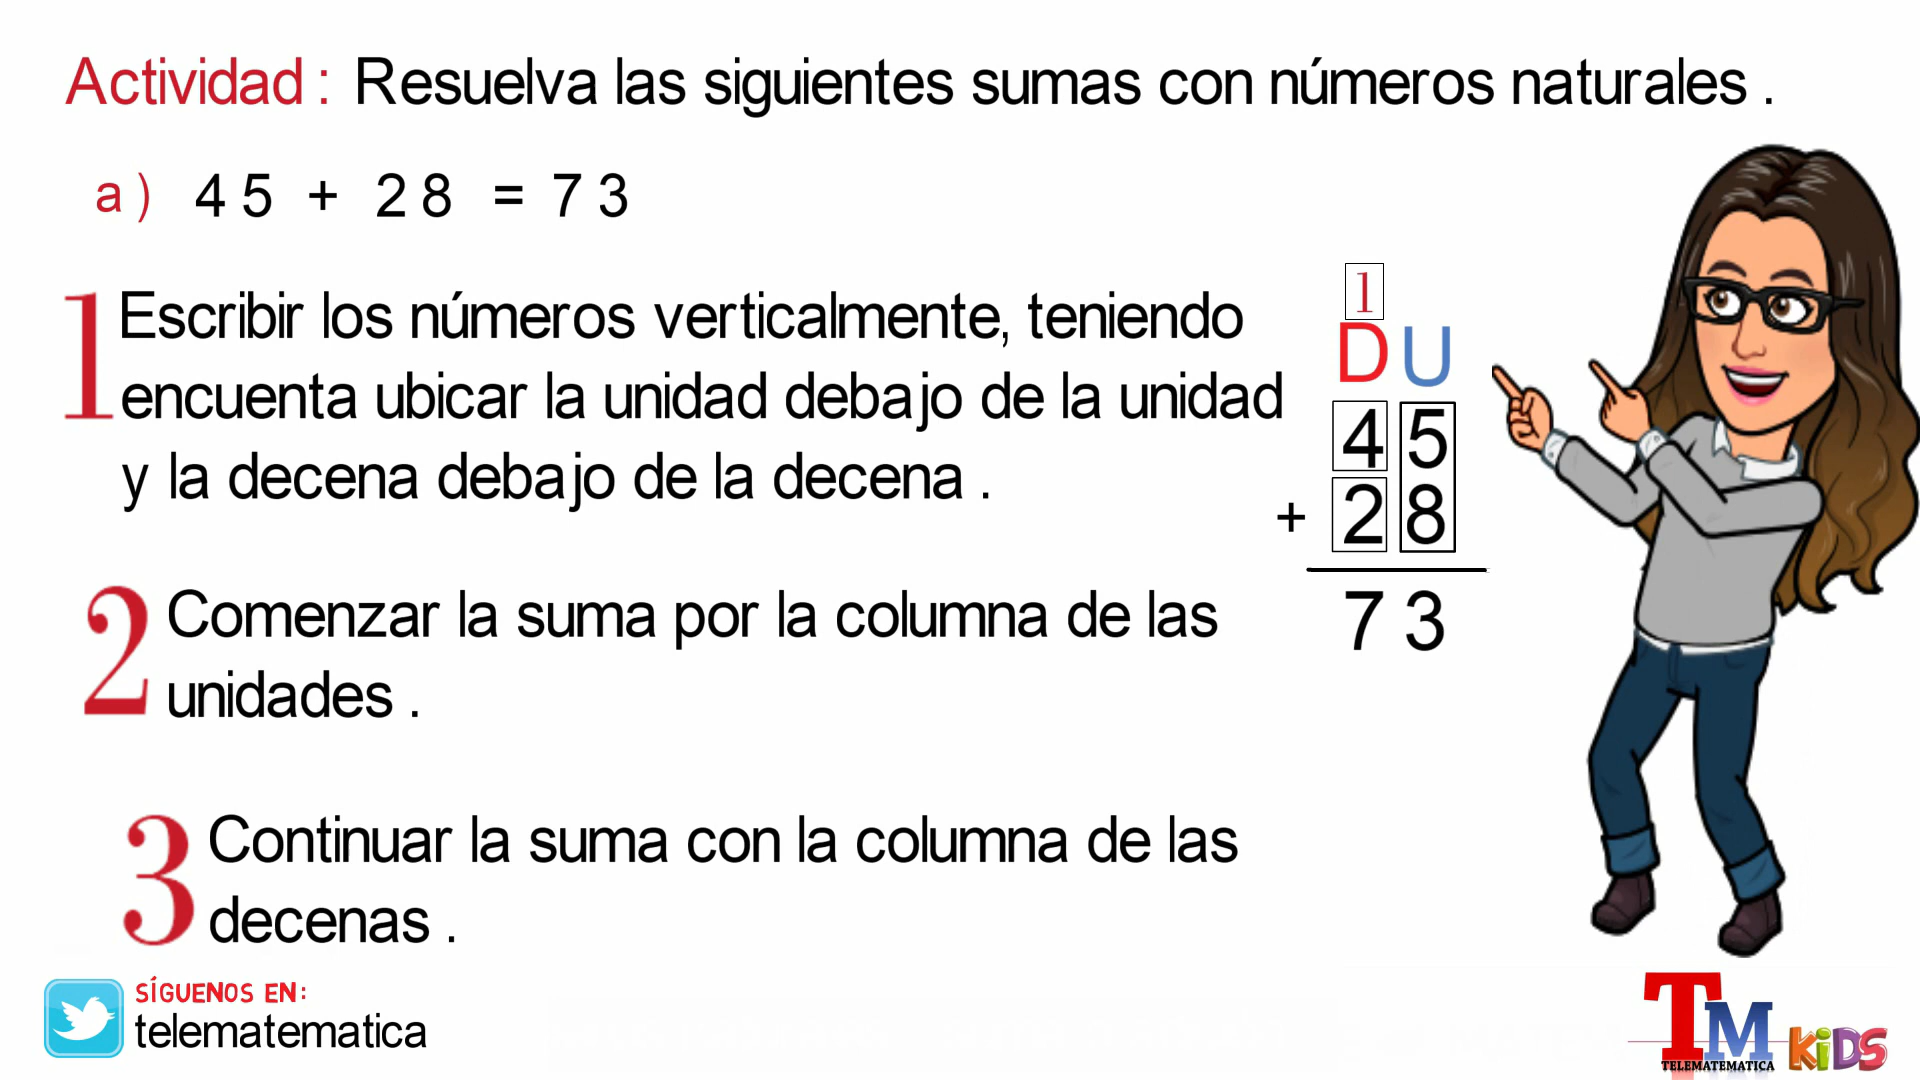 Actividad : Resuelva las siguientes sumas con números naturales .
a ) 4 5 + 2 8 = 7 3
1 Escribir los números verticalmente, teniendo
encuenta ubicar la unidad debajo de la unidad
y la decena debajo de la decena .
2 Comenzar la suma por la columna de las
unidades .
3 Continuar la suma con la columna de las
decenas .
1
D U
4 5
+ 2 8
7 3
SÍGUENOS EN:
telematematica
TM
TELEMATEMATICA
KiDS